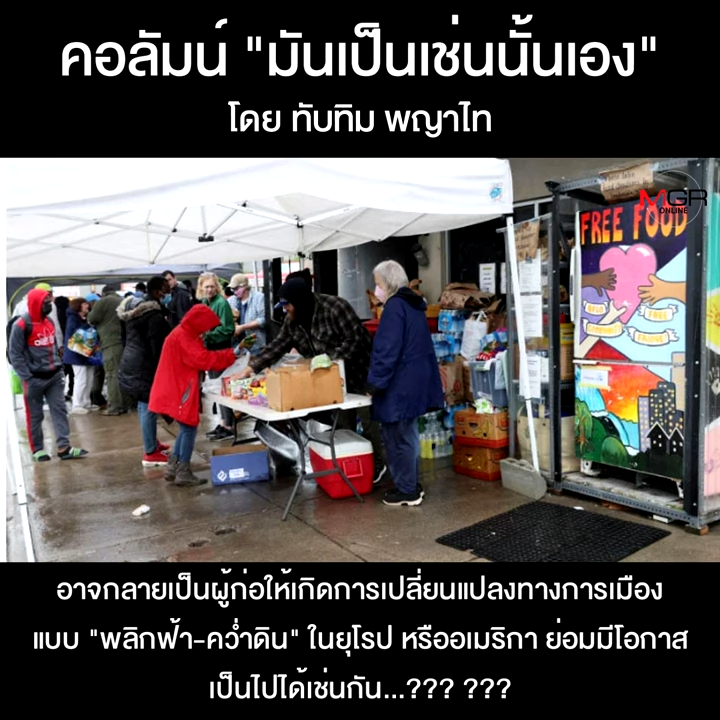 คอลัมน์ "มันเป็นเช่นนั้นเอง"
โดย ทับทิม พญาไท
MGR
ONLINE
FREE FOOD
FREE
อาจกลายเป็นผู้ก่อให้เกิดการเปลี่ยนแปลงทางการเมือง
แบบ "พลิกฟ้า-คว่ำดิน" ในยุโรป หรืออเมริกา ย่อมมีโอกาส
เป็นไปได้เช่นกัน...??? ???